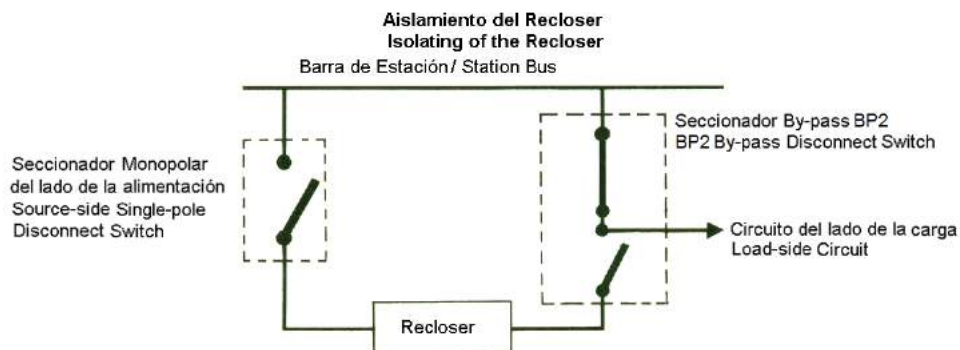 Aislamiento del Recloser
Isolating of the Recloser
Barra de Estación / Station Bus
Seccionador Monopolar
del lado de la alimentación
Source-side Single-pole
Disconnect Switch
Seccionador By-pass BP2
BP2 By-pass Disconnect Switch
Circuito del lado de la carga
Load-side Circuit
Recloser